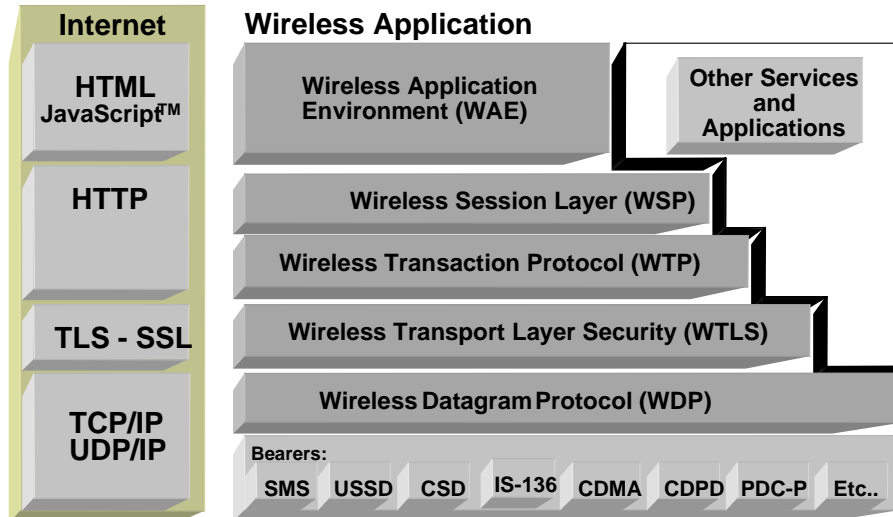 Internet
HTML
JavaScript™
HTTP
TLS - SSL
TCP/IP
UDP/IP
Wireless Application
Wireless Application
Environment (WAE)
Other Services
and
Applications
Wireless Session Layer (WSP)
Wireless Transaction Protocol (WTP)
Wireless Transport Layer Security (WTLS)
Wireless Datagram Protocol (WDP)
Bearers:
SMS USSD CSD IS-136 CDMA CDPD PDC-P Etc..